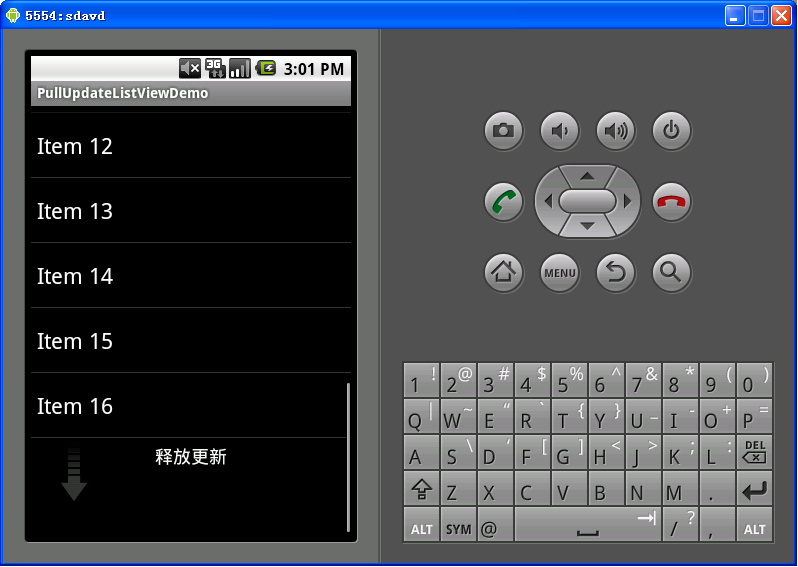 5554:sdavd
3G
3:01 PM
PullUpdateListViewDemo
Item 12
Item 13
Item 14
Item 15
Item 16
释放更新
MENU
1 ! 2 @ 3 # 4 $ 5 % 6 ^ 7 & 8 * 9 ( 0 )
Q | W ~ E “ R ` T { Y } U _ I - O + P =
A S \ D ‘ F [ G ] H < J > K ; L : DEL
Z X C V B N M .
ALT SYM @ / ? , ALT